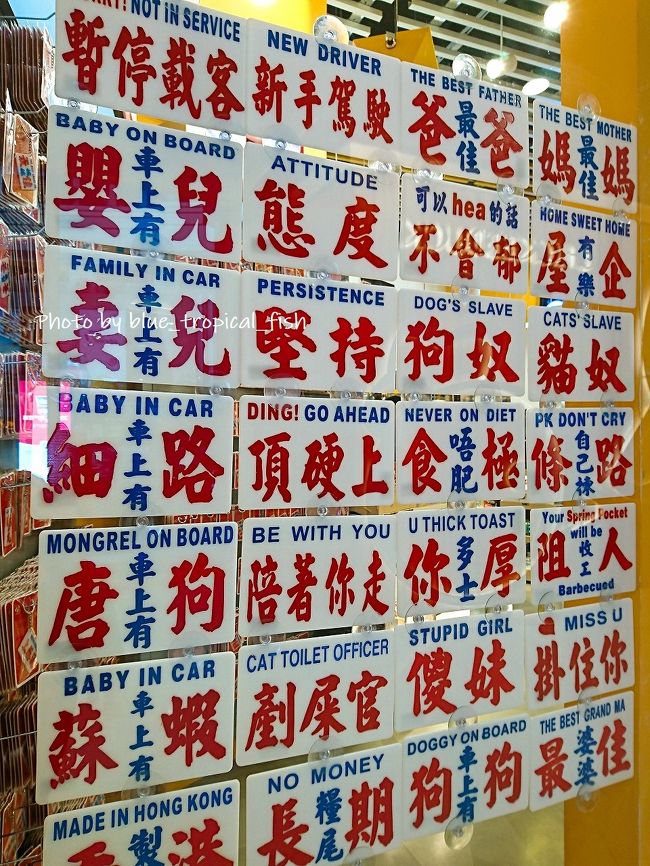 RRY! NOT iN SERVICE
暫停載客
NEW DRIVER
新手駕駛
THE BEST FATHER
爸最佳爸
THE BEST MOTHER
媽最佳媽
BABY ON BOARD
嬰車上有兒
ATTITUDE
態度
可以hea的話
不會郁
HOME SWEET HOME
屋有樂企
FAMILY IN CAR
妻車上有兒
Photo by blue_tropical_fish
PERSISTENCE
堅持
DOG'S SLAVE
狗奴
CATS' SLAVE
貓奴
BABY IN CAR
細車上有路
DING! GO AHEAD
頂硬上
NEVER ON DIET
食唔肥極
PK DON'T CRY
條自己揀路
MONGREL ON BOARD
唐車上有狗
BE WITH YOU
陪著你走
U THICK TOAST
你多士厚
Your Spring Pocket
will be
阻收工人
Barbecued
BABY IN CAR
蘇車上有蝦
CAT TOILET OFFICER
剷屎官
STUPID GIRL
傻妹
MISS U
掛住你
MADE IN HONG KONG
香製港
NO MONEY
長糧尾期
DOGGY ON BOARD
狗車上有狗
THE BEST GRAND MA
最婆婆佳